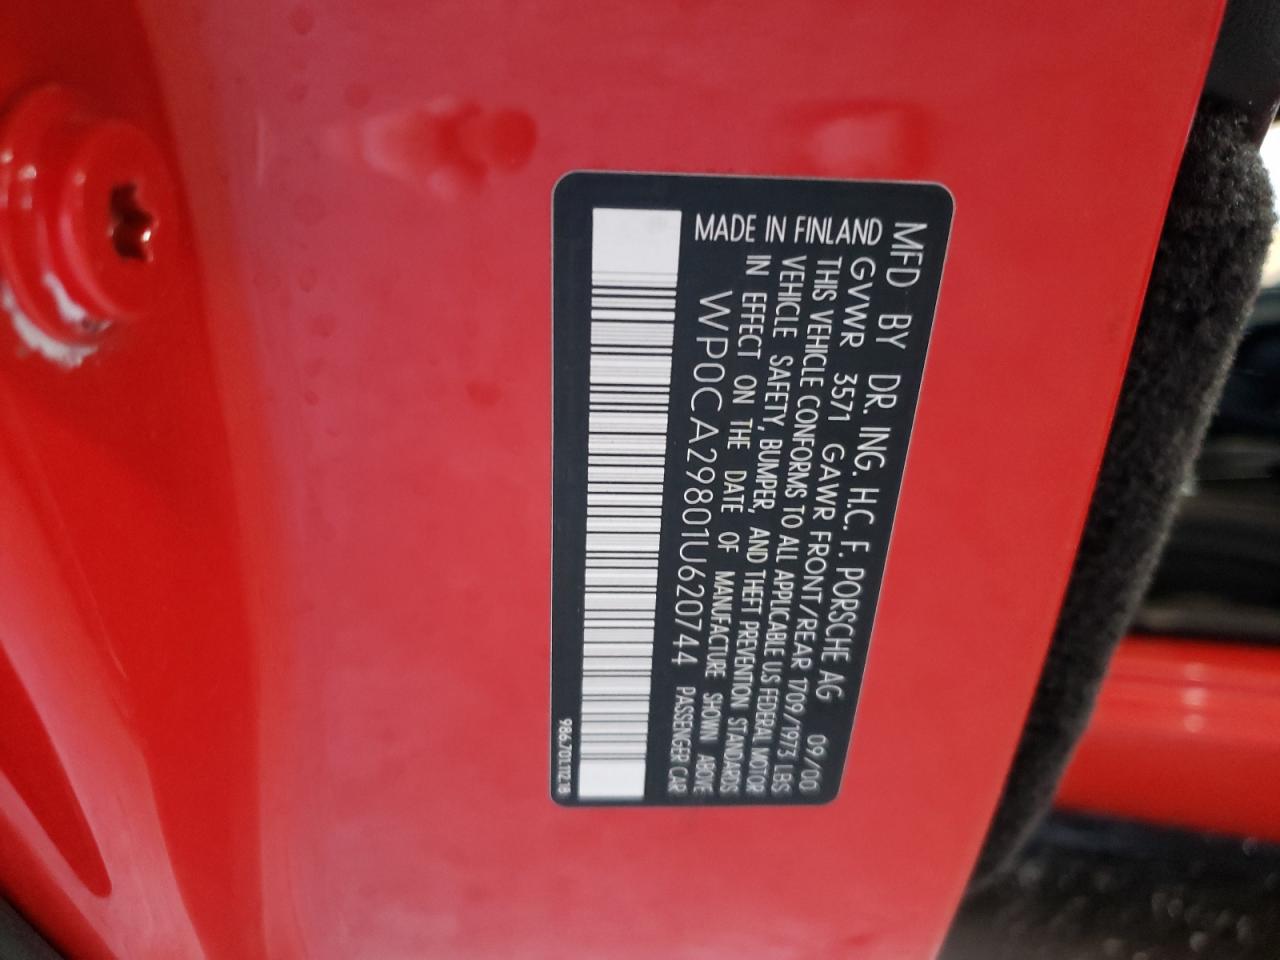 MFD BY DR. ING. H.C. F. PORSCHE AG 09/00
GVWR 3571 GAWR FRONT/REAR 1709/1973 LBS
THIS VEHICLE CONFORMS TO ALL APPLICABLE U.S FEDERAL MOTOR
VEHICLE SAFETY, BUMPER, AND THEFT PREVENTION STANDARDS
IN EFFECT ON THE DATE OF MANUFACTURE SHOWN ABOVE
MADE IN FINLAND
WP0CA29801U620744 PASSENGER CAR
986.701.112.18